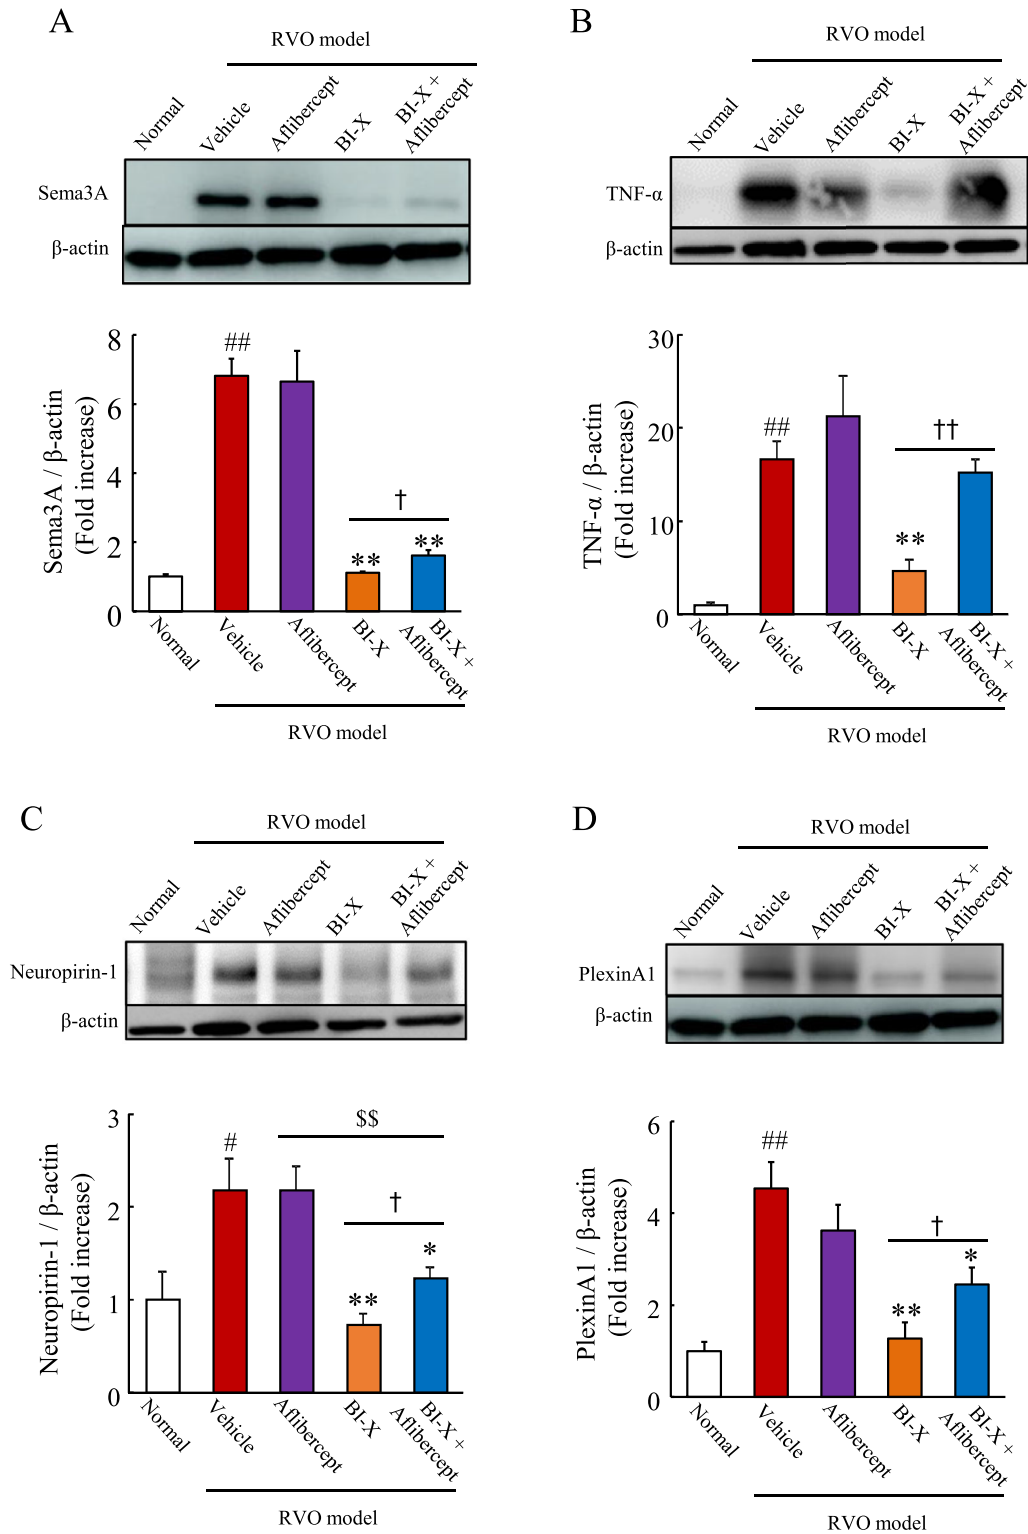 A
RVO model
Normal
Vehicle
Aflibercept
BI-X
BI-X +
Aflibercept
Sema3A
β-actin
Sema3A / β-actin
(Fold increase)
8
6
4
2
0
##
**
**
†
Normal
Vehicle
Aflibercept
BI-X
BI-X +
Aflibercept
RVO model
B
RVO model
Normal
Vehicle
Aflibercept
BI-X
BI-X +
Aflibercept
TNF-α
β-actin
TNF-α / β-actin
(Fold increase)
30
20
10
0
##
**
††
Normal
Vehicle
Aflibercept
BI-X
BI-X +
Aflibercept
RVO model
C
RVO model
Normal
Vehicle
Aflibercept
BI-X
BI-X +
Aflibercept
Neuropirin-1
β-actin
Neuropirin-1 / β-actin
(Fold increase)
3
2
1
0
#
$$
†
**
*
Normal
Vehicle
Aflibercept
BI-X
BI-X +
Aflibercept
RVO model
D
RVO model
Normal
Vehicle
Aflibercept
BI-X
BI-X +
Aflibercept
PlexinA1
β-actin
PlexinA1 / β-actin
(Fold increase)
6
4
2
0
##
†
**
*
Normal
Vehicle
Aflibercept
BI-X
BI-X +
Aflibercept
RVO model